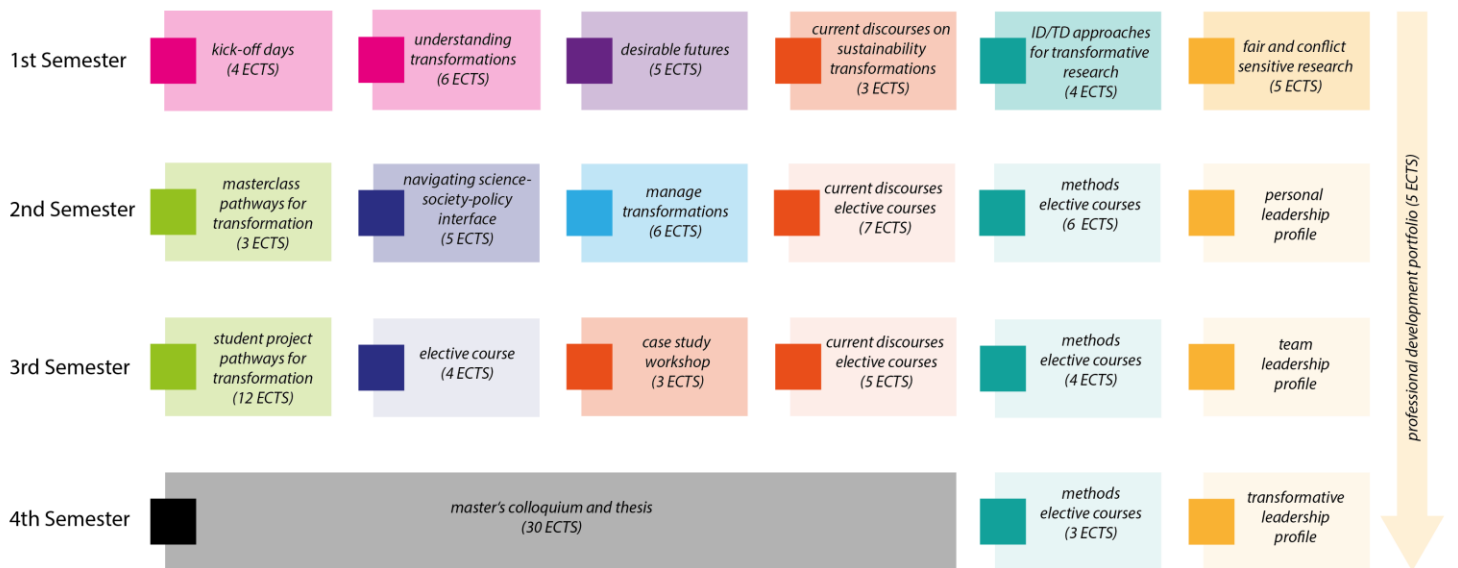 1st Semester
kick-off days
(4 ECTS)
understanding
transformations
(6 ECTS)
desirable futures
(5 ECTS)
current discourses on
sustainability
transformations
(3 ECTS)
ID/TD approaches
for transformative
research
(4 ECTS)
fair and conflict
sensitive research
(5 ECTS)
2nd Semester
masterclass
pathways for
transformation
(3 ECTS)
navigating science-
society-policy
interface
(5 ECTS)
manage
transformations
(6 ECTS)
current discourses
elective courses
(7 ECTS)
methods
elective courses
(6 ECTS)
personal
leadership
profile
3rd Semester
student project
pathways for
transformation
(12 ECTS)
elective course
(4 ECTS)
case study
workshop
(3 ECTS)
current discourses
elective courses
(5 ECTS)
methods
elective courses
(4 ECTS)
team
leadership
profile
4th Semester
master's colloquium and thesis
(30 ECTS)
methods
elective courses
(3 ECTS)
transformative
leadership
profile
professional development portfolio (5 ECTS)